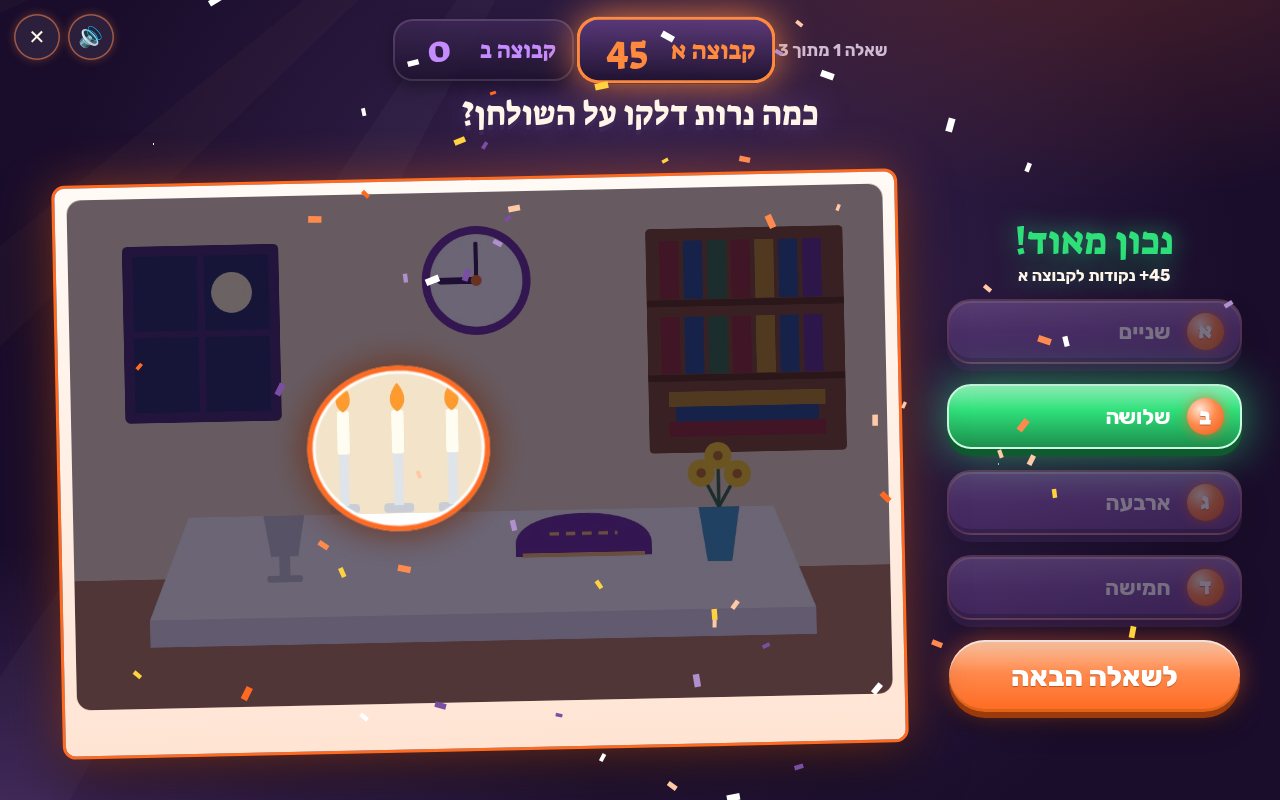 שאלה 1 מתוך 3
קבוצה א 45
קבוצה ב 0
כמה נרות דלקו על השולחן?
נכון מאוד!
+45 נקודות לקבוצה א
א שניים
ב שלושה
ג ארבעה
ד חמישה
לשאלה הבאה